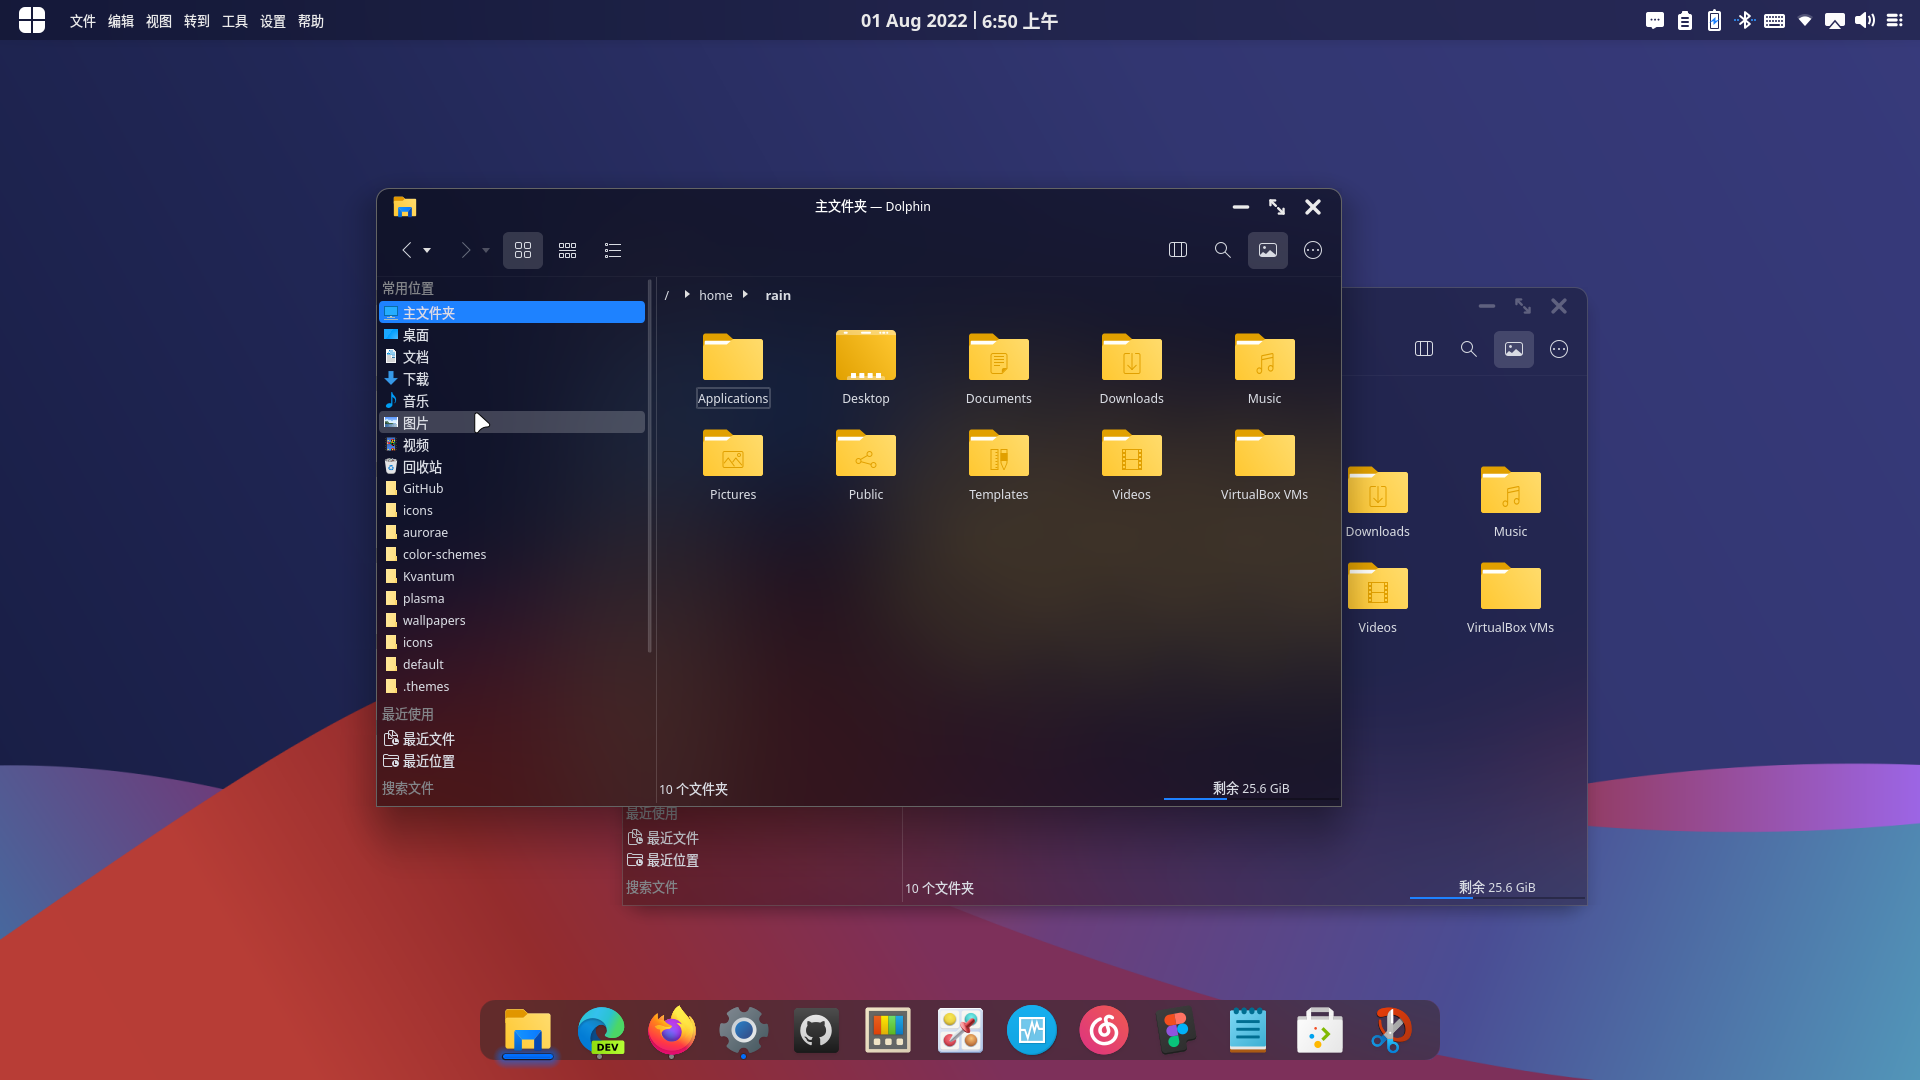 文件 编辑 视图 转到 工具 设置 帮助
01 Aug 2022 | 6:50 上午
主文件夹 — Dolphin
常用位置
主文件夹
桌面
文档
下载
音乐
图片
视频
回收站
GitHub
icons
aurorae
color-schemes
Kvantum
plasma
wallpapers
icons
default
.themes
最近使用
最近文件
最近位置
搜索文件
/ home rain
Applications Desktop Documents Downloads Music
Pictures Public Templates Videos VirtualBox VMs
10 个文件夹 剩余 25.6 GiB
Downloads Music
Videos VirtualBox VMs
最近使用
最近文件
最近位置
搜索文件
10 个文件夹 剩余 25.6 GiB
DEV